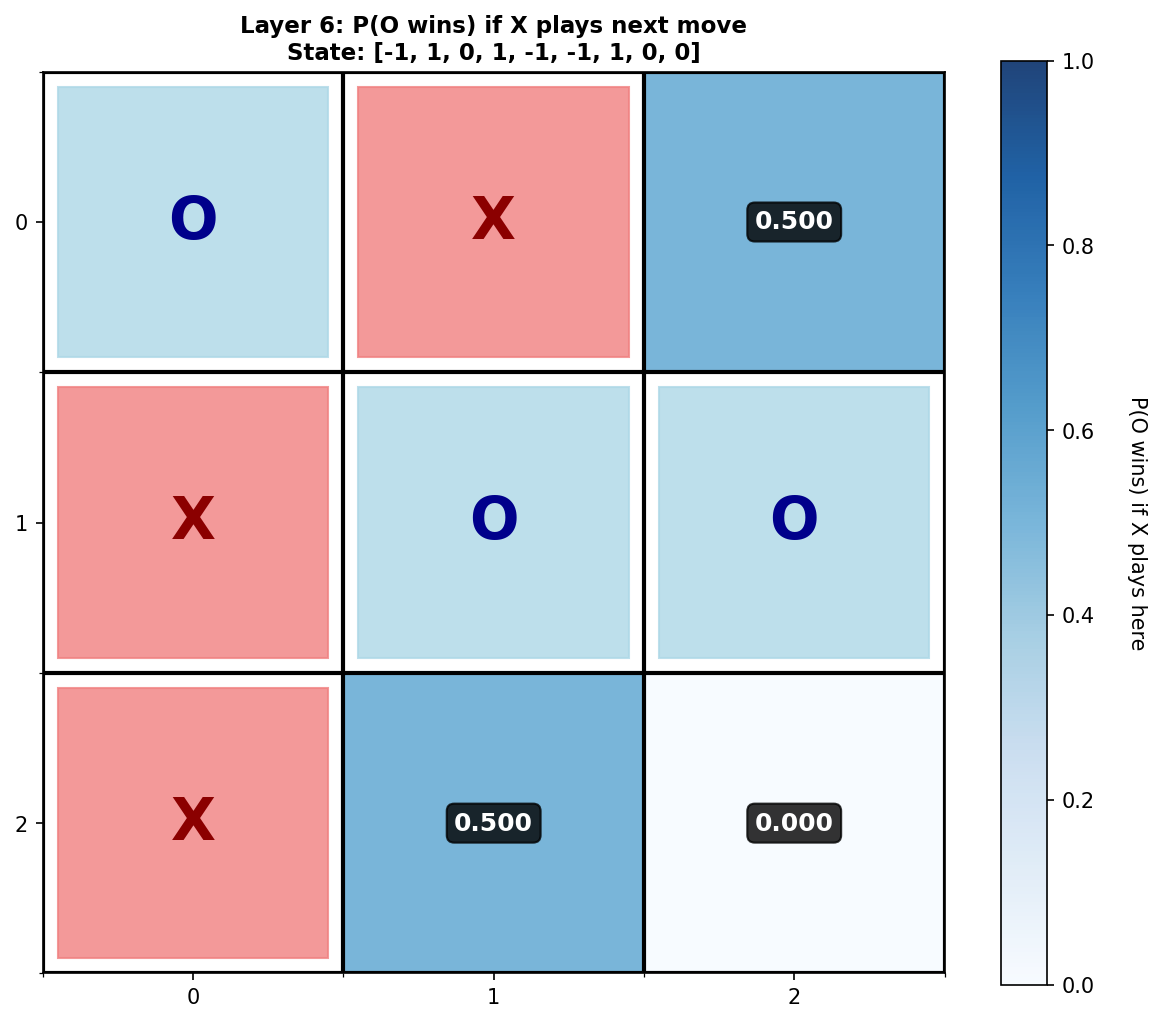 Layer 6: P(O wins) if X plays next move
State: [-1, 1, 0, 1, -1, -1, 1, 0, 0]
0
O
X
0.500
1
X
O
O
2
X
0.500
0.000
0
1
2
1.0
0.8
0.6
0.4
0.2
0.0
P(O wins) if X plays here